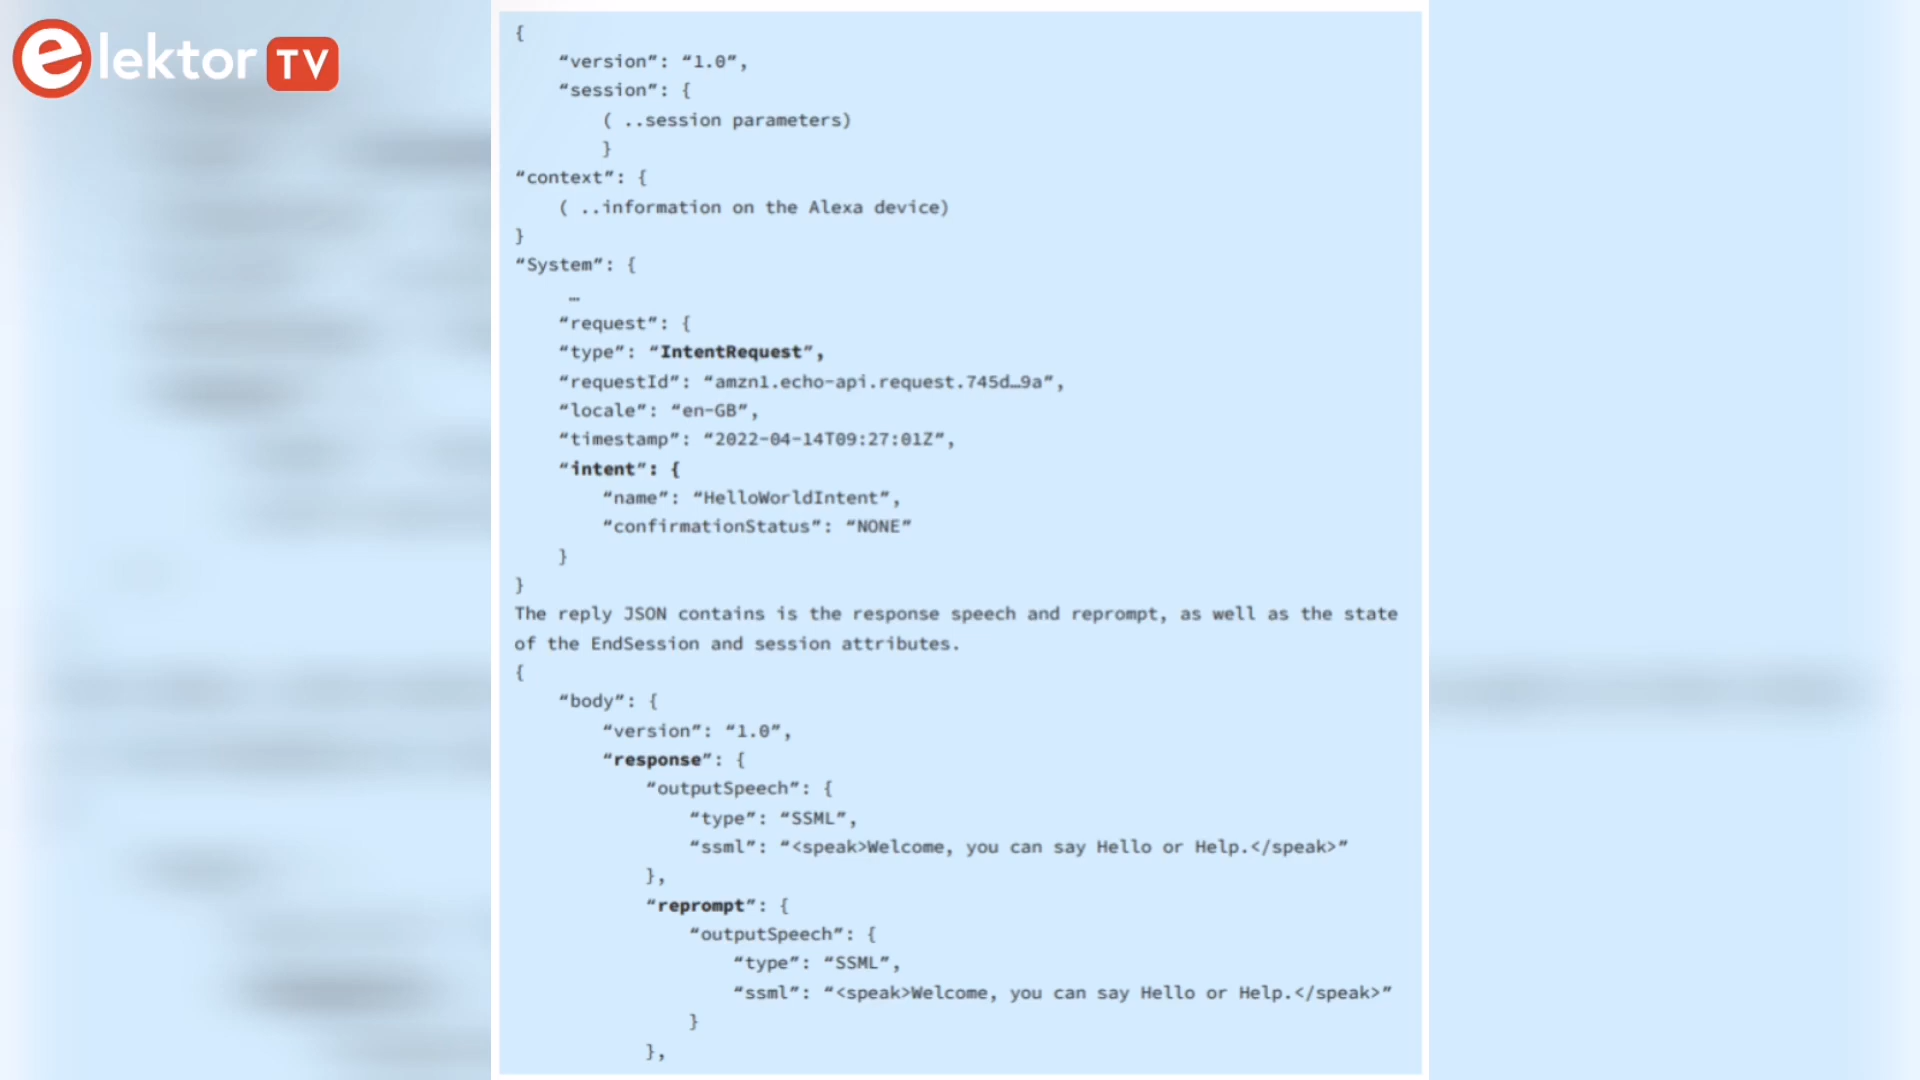 elektor TV
{
“version”: “1.0”,
“session”: {
( ..session parameters)
}
“context”: {
( ..information on the Alexa device)
}
“System”: {
…
“request”: {
“type”: “IntentRequest”,
“requestId”: “amzn1.echo-api.request.745d…9a”,
“locale”: “en-GB”,
“timestamp”: “2022-04-14T09:27:01Z”,
“intent”: {
“name”: “HelloWorldIntent”,
“confirmationStatus”: “NONE”
}
}
The reply JSON contains is the response speech and reprompt, as well as the state
of the EndSession and session attributes.
{
“body”: {
“version”: “1.0”,
“response”: {
“outputSpeech”: {
“type”: “SSML”,
“ssml”: “<speak>Welcome, you can say Hello or Help.</speak>”
},
“reprompt”: {
“outputSpeech”: {
“type”: “SSML”,
“ssml”: “<speak>Welcome, you can say Hello or Help.</speak>”
}
},